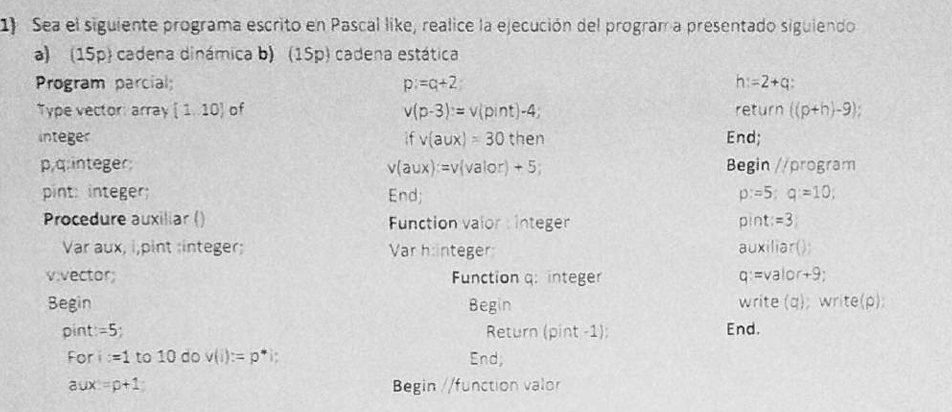 1) Sea el siguiente programa escrito en Pascal like, realice la ejecución del programa presentado siguiendo
a) (15p) cadena dinámica b) (15p) cadena estática
Program parcial;
Type vector: array [ 1..10] of
integer
p,q:integer;
pint: integer;
Procedure auxiliar ()
Var aux, i,pint :integer;
v:vector;
Begin
pint:=5;
For i :=1 to 10 do v(i):= p*i;
aux:=p+1;
p:=q+2;
v(p-3):= v(pint)-4;
if v(aux) = 30 then
v(aux):=v(valor) + 5;
End;
Function valor : integer
Var h:integer;
Function q: integer
Begin
Return (pint -1);
End;
Begin //function valor
h:=2+q;
return ((p+h)-9);
End;
Begin //program
p:=5; q:=10;
pint:=3;
auxiliar();
q:=valor+9;
write (q); write(p);
End.